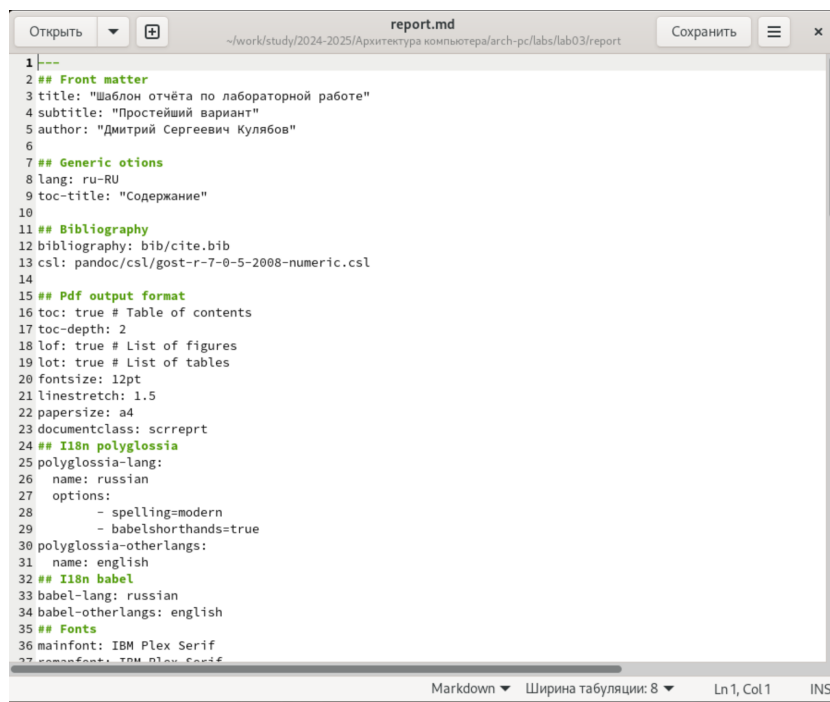 Открыть
report.md
~/work/study/2024-2025/Архитектура компьютера/arch-pc/labs/lab03/report
Сохранить
1 ---
2 ## Front matter
3 title: "Шаблон отчёта по лабораторной работе"
4 subtitle: "Простейший вариант"
5 author: "Дмитрий Сергеевич Кулябов"
6
7 ## Generic otions
8 lang: ru-RU
9 toc-title: "Содержание"
10
11 ## Bibliography
12 bibliography: bib/cite.bib
13 csl: pandoc/csl/gost-r-7-0-5-2008-numeric.csl
14
15 ## Pdf output format
16 toc: true # Table of contents
17 toc-depth: 2
18 lof: true # List of figures
19 lot: true # List of tables
20 fontsize: 12pt
21 linestretch: 1.5
22 papersize: a4
23 documentclass: scrreprt
24 ## I18n polyglossia
25 polyglossia-lang:
26   name: russian
27   options:
28         - spelling=modern
29         - babelshorthands=true
30 polyglossia-otherlangs:
31   name: english
32 ## I18n babel
33 babel-lang: russian
34 babel-otherlangs: english
35 ## Fonts
36 mainfont: IBM Plex Serif
37 romanfont: IBM Plex Serif
Markdown Ширина табуляции: 8 Ln 1, Col 1 INS